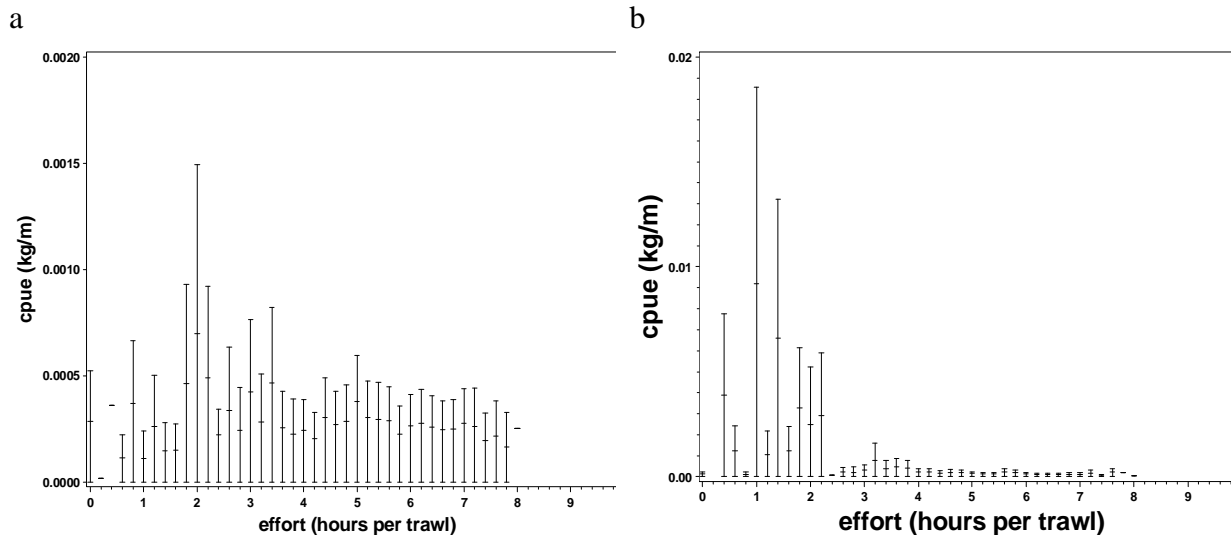 a
0.0020
0.0015
0.0010
0.0005
0.0000
cpue (kg/m)
0 1 2 3 4 5 6 7 8 9
effort (hours per trawl)
b
0.02
0.01
0.00
cpue (kg/m)
0 1 2 3 4 5 6 7 8 9
effort (hours per trawl)